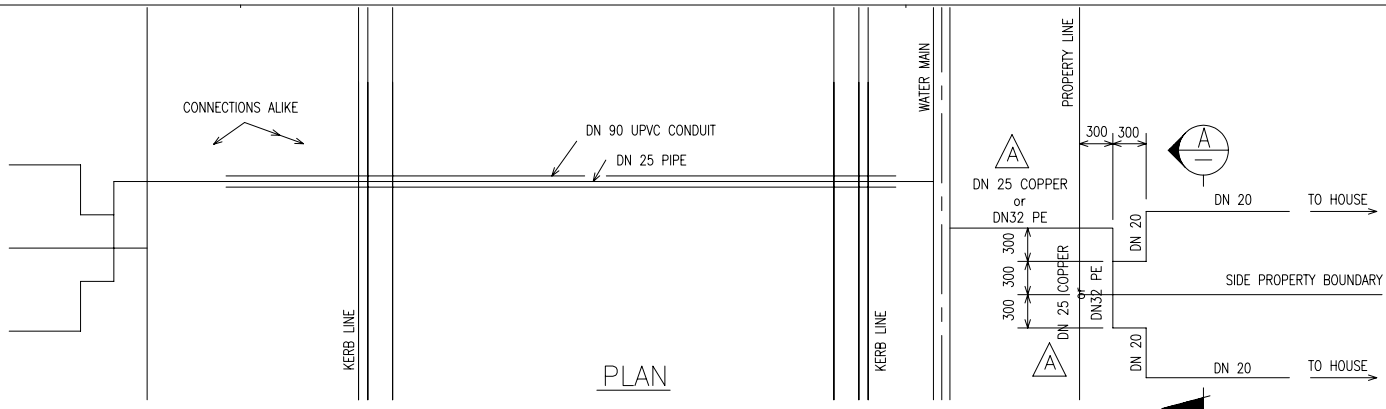 CONNECTIONS ALIKE
KERB LINE
DN 90 UPVC CONDUIT
DN 25 PIPE
PLAN
KERB LINE
WATER MAIN
PROPERTY LINE
300
300
A
A
DN 25 COPPER
or
DN32 PE
DN 20
TO HOUSE
DN 20
300
300
300
DN 25 COPPER
or
DN32 PE
SIDE PROPERTY BOUNDARY
A
DN 20
DN 20
TO HOUSE